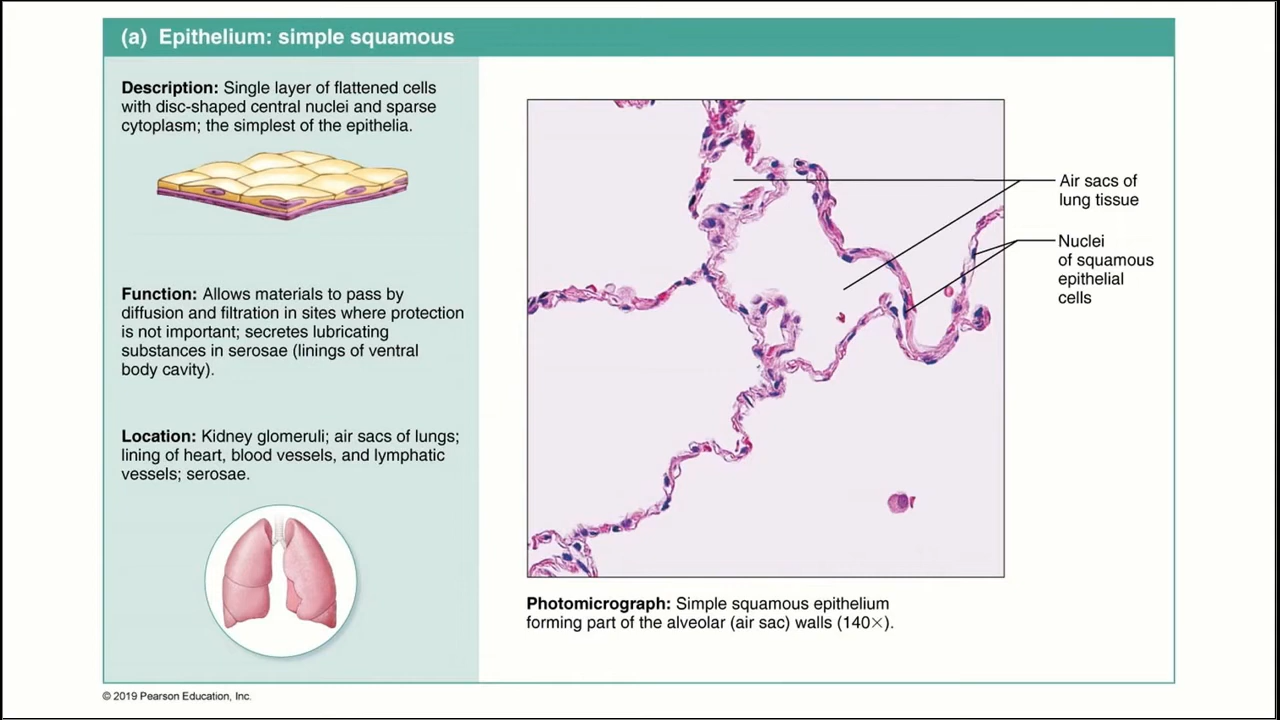 (a) Epithelium: simple squamous
Description: Single layer of flattened cells
with disc-shaped central nuclei and sparse
cytoplasm; the simplest of the epithelia.
Function: Allows materials to pass by
diffusion and filtration in sites where protection
is not important; secretes lubricating
substances in serosae (linings of ventral
body cavity).
Location: Kidney glomeruli; air sacs of lungs;
lining of heart, blood vessels, and lymphatic
vessels; serosae.
Air sacs of
lung tissue
Nuclei
of squamous
epithelial
cells
Photomicrograph: Simple squamous epithelium
forming part of the alveolar (air sac) walls (140×).
© 2019 Pearson Education, Inc.